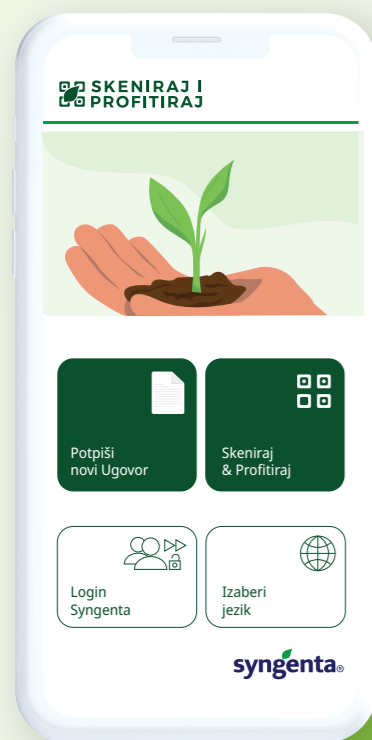 SKENIRAJ I
PROFITIRAJ
Potpiši
novi Ugovor
Skeniraj
& Profitiraj
Login
Syngenta
Izaberi
jezik
syngenta®